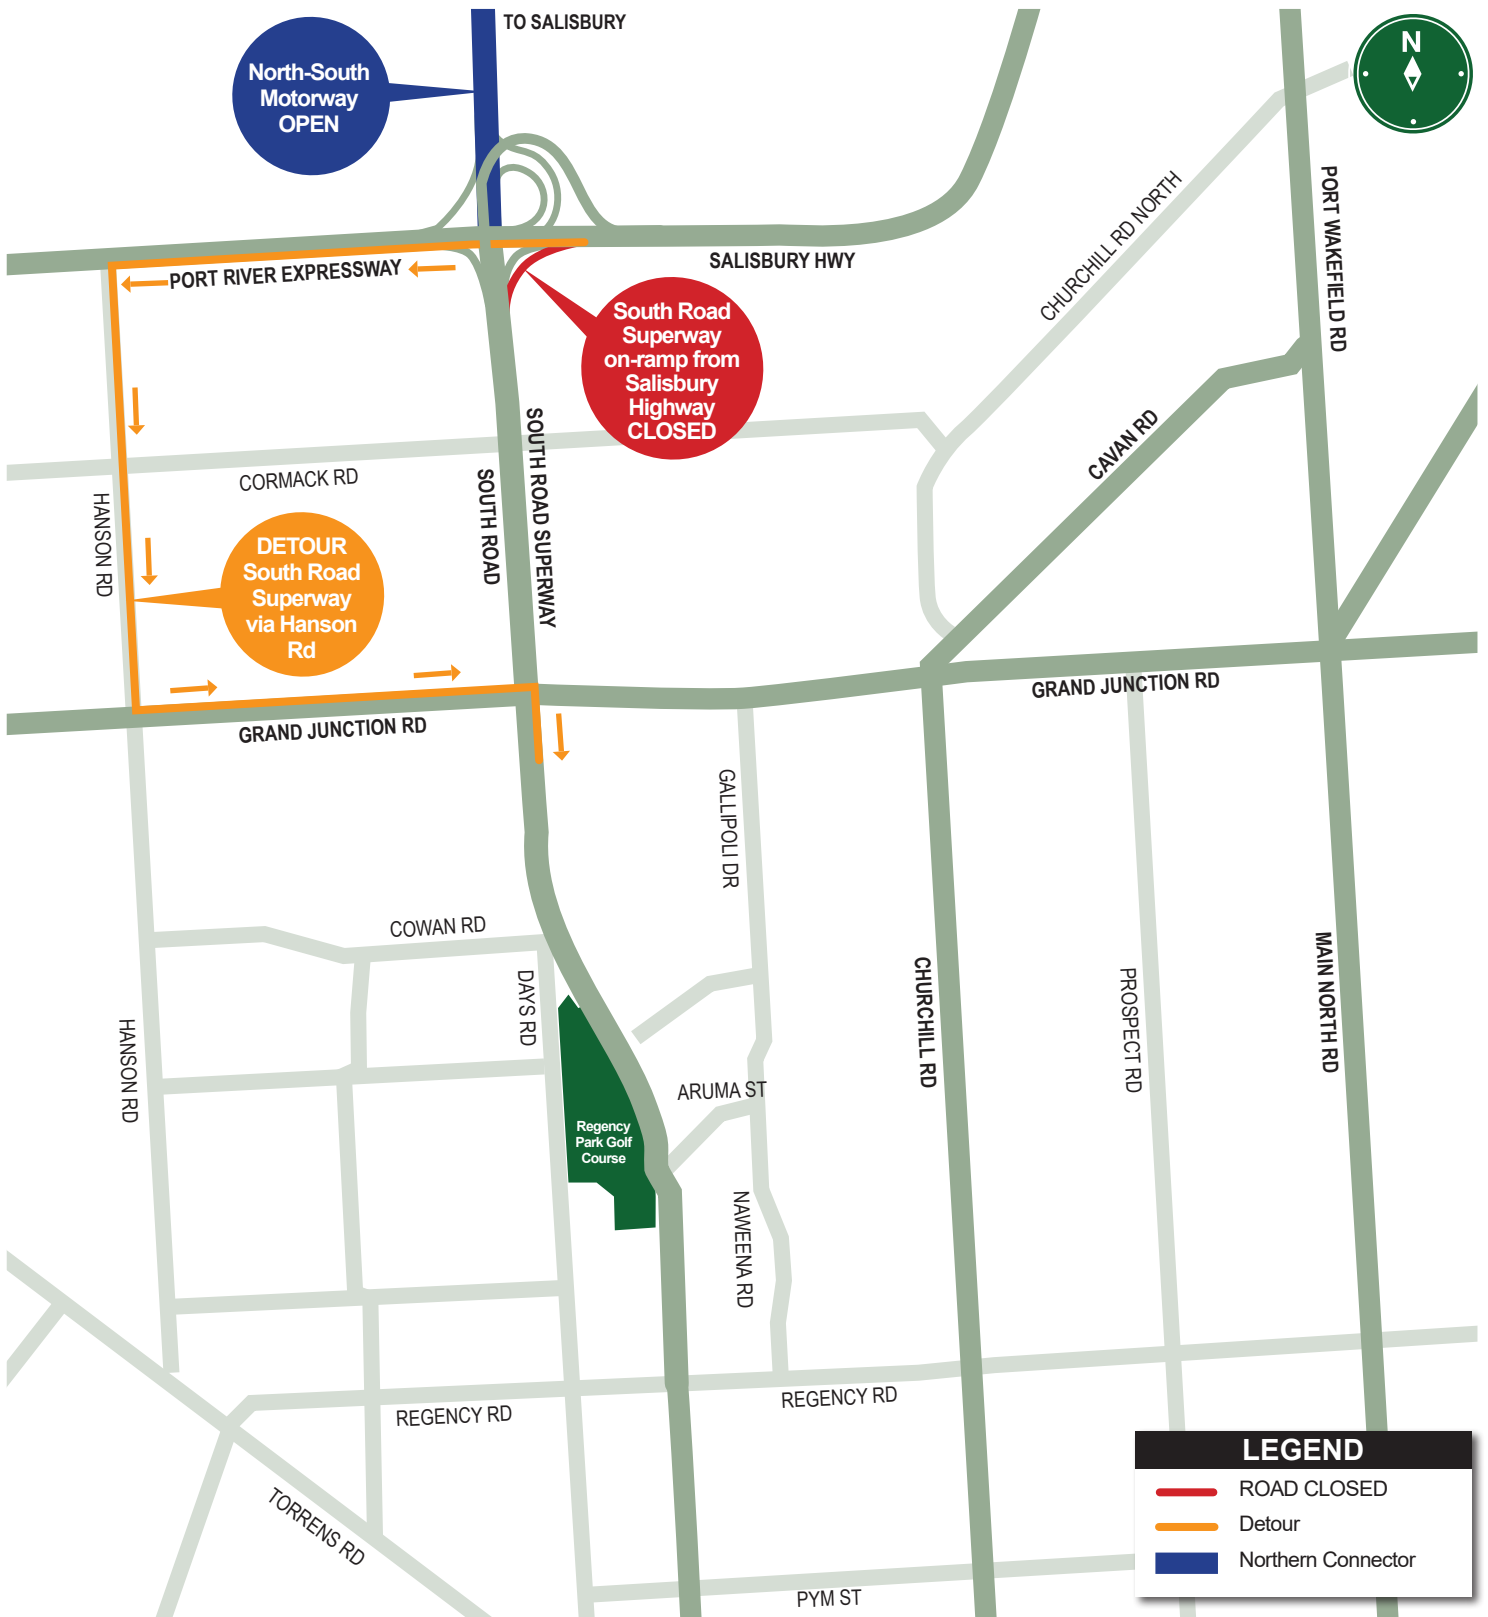 TO SALISBURY
N
North-South
Motorway
OPEN
PORT RIVER EXPRESSWAY
SALISBURY HWY
CHURCHILL RD NORTH
PORT WAKEFIELD RD
South Road
Superway
on-ramp from
Salisbury
Highway
CLOSED
CAVAN RD
CORMACK RD
SOUTH ROAD
SOUTH ROAD SUPERWAY
HANSON RD
DETOUR
South Road
Superway
via Hanson
Rd
GRAND JUNCTION RD
GRAND JUNCTION RD
GALLIPOLI DR
COWAN RD
DAYS RD
HANSON RD
CHURCHILL RD
PROSPECT RD
MAIN NORTH RD
ARUMA ST
Regency
Park Golf
Course
NAWEENA RD
REGENCY RD
REGENCY RD
TORRENS RD
PYM ST
LEGEND
ROAD CLOSED
Detour
Northern Connector